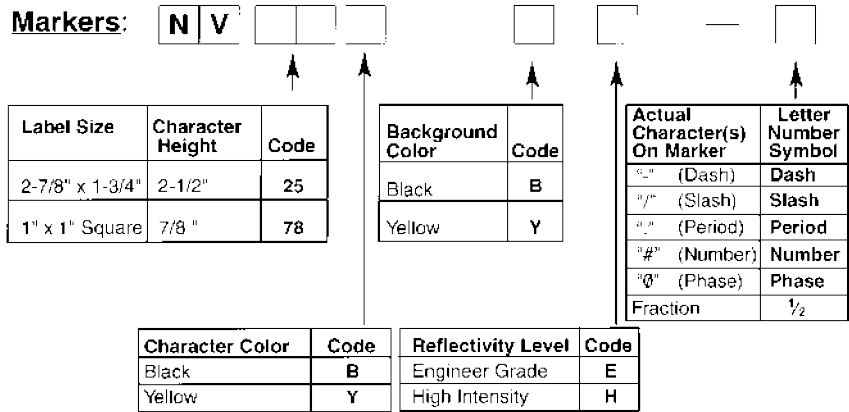 Markers: N V —
Label Size Character Height Code
2-7/8" x 1-3/4" 2-1/2" 25
1" x 1" Square 7/8 " 78
Background Color Code
Black B
Yellow Y
Actual Character(s) On Marker Letter Number Symbol
"-" (Dash) Dash
"/" (Slash) Slash
"." (Period) Period
"#" (Number) Number
"Ø" (Phase) Phase
Fraction ½
Character Color Code
Black B
Yellow Y
Reflectivity Level Code
Engineer Grade E
High Intensity H